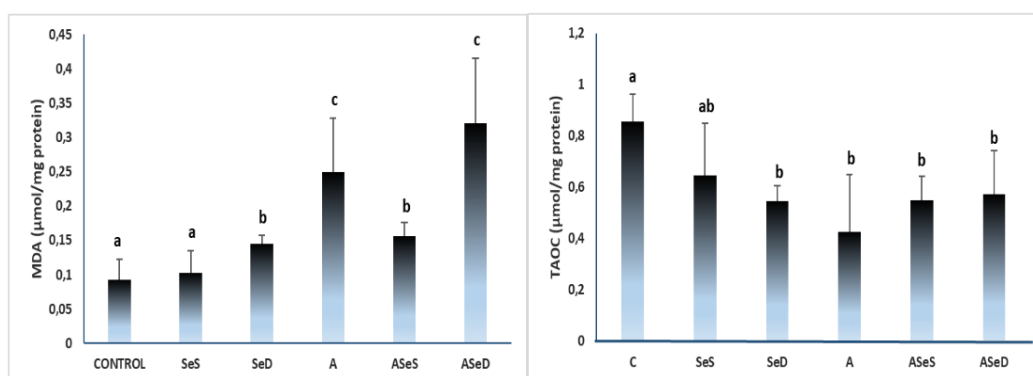 MDA (µmol/mg protein)
0,45
0,4
0,35
0,3
0,25
0,2
0,15
0,1
0,05
0
a
a
b
c
b
c
CONTROL SeS SeD A ASeS ASeD
TAOC (µmol/mg protein)
1,2
1
0,8
0,6
0,4
0,2
0
a
ab
b
b
b
b
C SeS SeD A ASeS ASeD